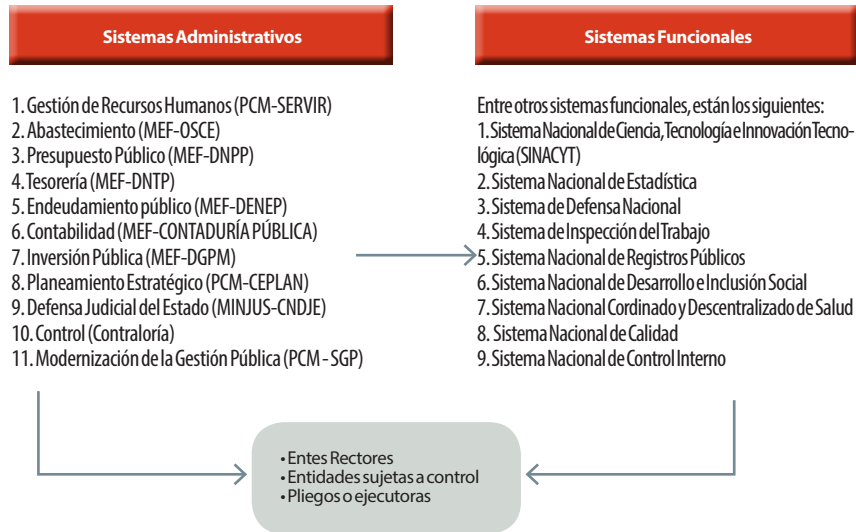 Sistemas Administrativos
1. Gestión de Recursos Humanos (PCM-SERVIR)
2. Abastecimiento (MEF-OSCE)
3. Presupuesto Público (MEF-DNPP)
4. Tesorería (MEF-DNTP)
5. Endeudamiento público (MEF-DENEP)
6. Contabilidad (MEF-CONTADURÍA PÚBLICA)
7. Inversión Pública (MEF-DGPM)
8. Planeamiento Estratégico (PCM-CEPLAN)
9. Defensa Judicial del Estado (MINJUS-CNDJE)
10. Control (Contraloría)
11. Modernización de la Gestión Pública (PCM - SGP)
Sistemas Funcionales
Entre otros sistemas funcionales, están los siguientes:
1. Sistema Nacional de Ciencia, Tecnología e Innovación Tecno-
lógica (SINACYT)
2. Sistema Nacional de Estadística
3. Sistema de Defensa Nacional
4. Sistema de Inspección del Trabajo
5. Sistema Nacional de Registros Públicos
6. Sistema Nacional de Desarrollo e Inclusión Social
7. Sistema Nacional Cordinado y Descentralizado de Salud
8. Sistema Nacional de Calidad
9. Sistema Nacional de Control Interno
• Entes Rectores
• Entidades sujetas a control
• Pliegos o ejecutoras